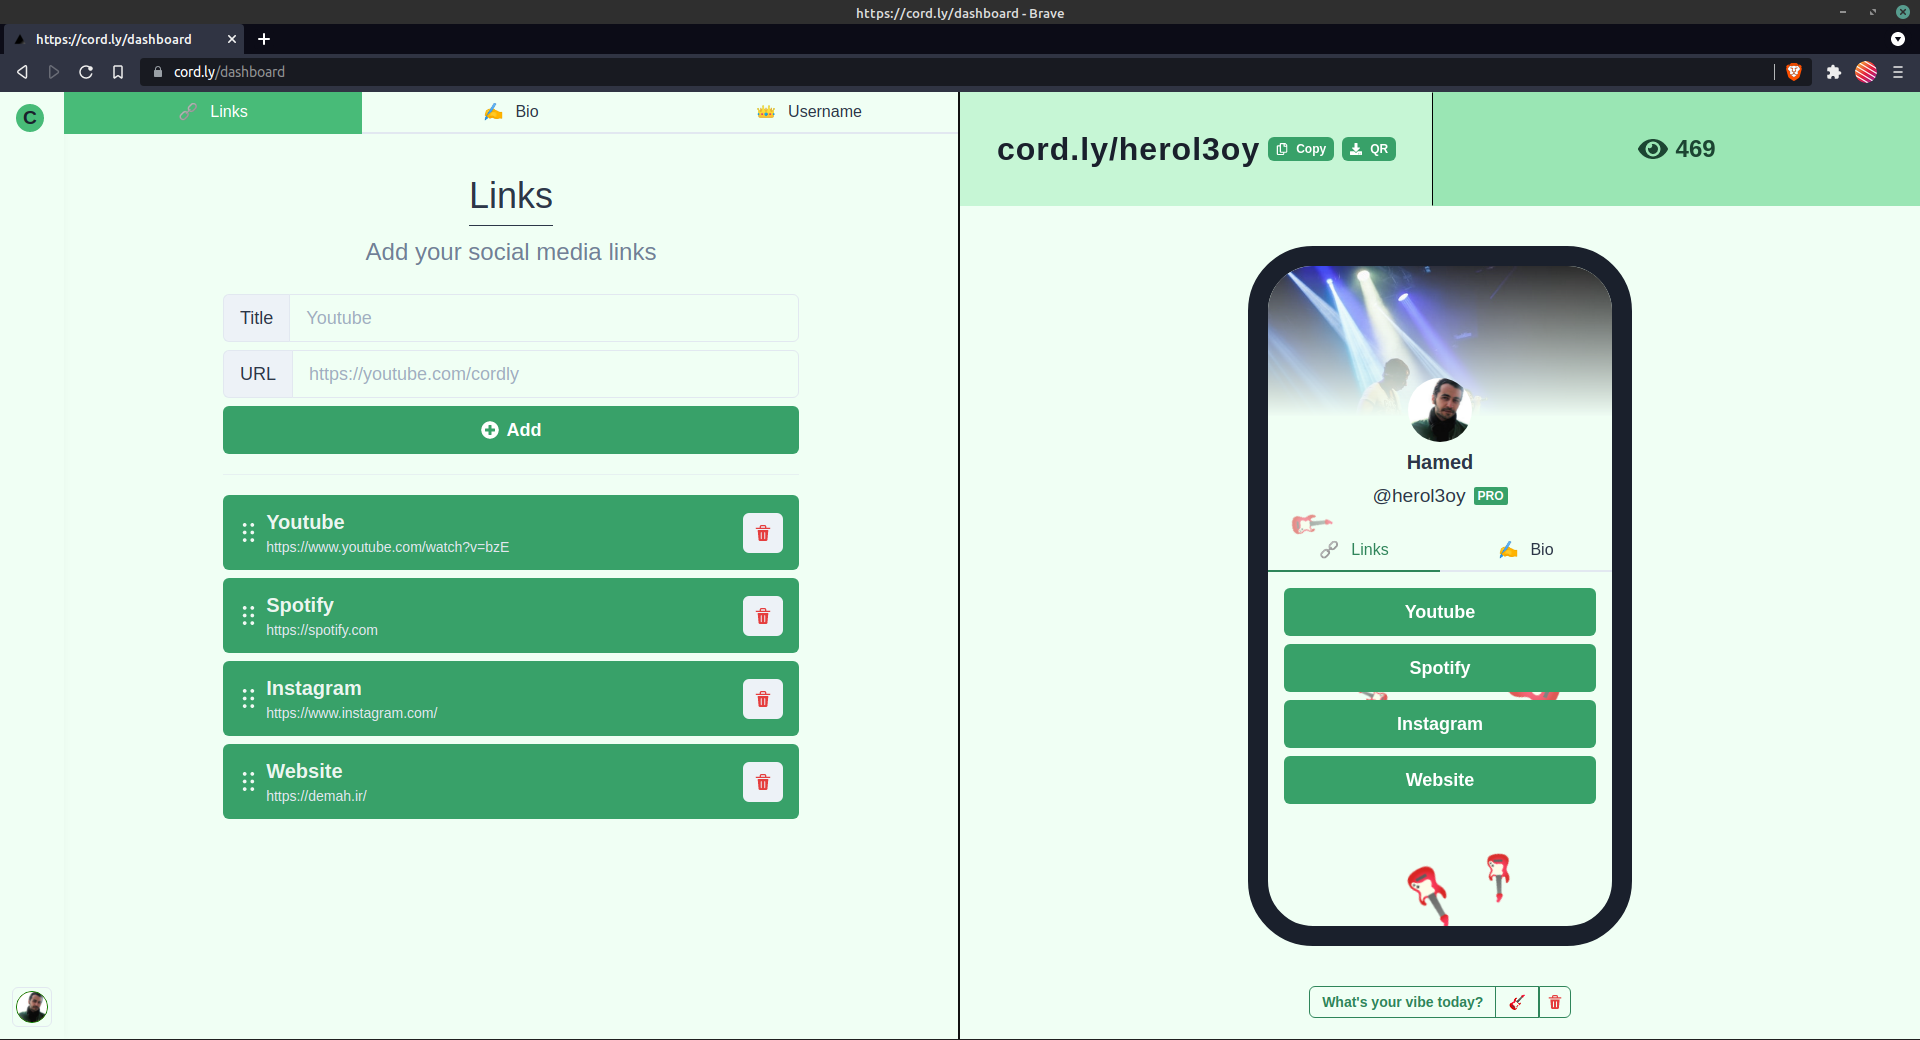 https://cord.ly/dashboard - Brave
https://cord.ly/dashboard
cord.ly/dashboard
C
Links
Bio
Username
Links
Add your social media links
Title
Youtube
URL
https://youtube.com/cordly
Add
Youtube
https://www.youtube.com/watch?v=bzE
Spotify
https://spotify.com
Instagram
https://www.instagram.com/
Website
https://demah.ir/
cord.ly/herol3oy
Copy
QR
469
Hamed
@herol3oy PRO
Links
Bio
Youtube
Spotify
Instagram
Website
What's your vibe today?